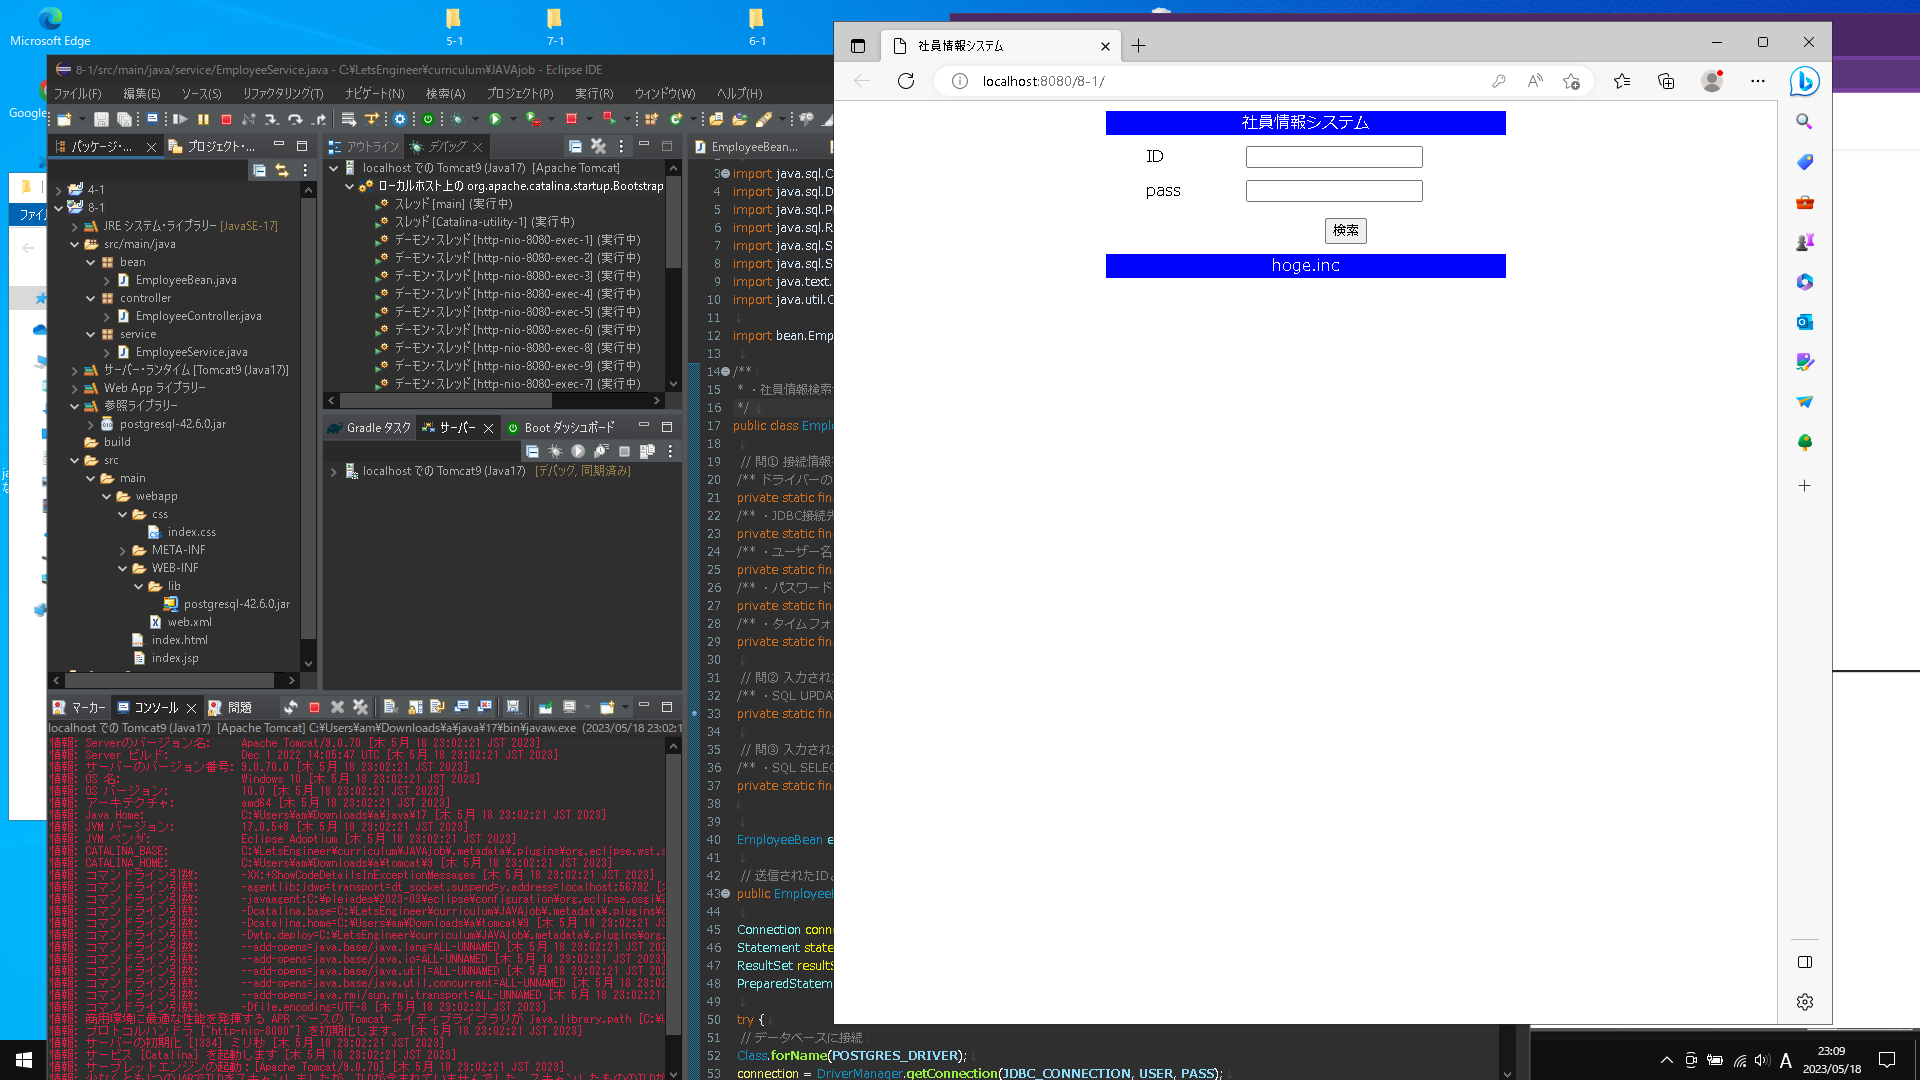 Microsoft Edge
5-1
7-1
6-1
Google
ファイル
8-1/src/main/java/service/EmployeeService.java - C:¥LetsEngineer¥curriculum¥JAVAjob - Eclipse IDE
ファイル(F) 編集(E) ソース(S) リファクタリング(T) ナビゲート(N) 検索(A) プロジェクト(P) 実行(R) ウィンドウ(W) ヘルプ(H)
パッケージ・...
プロジェクト・...
4-1
8-1
JRE システム・ライブラリー [JavaSE-17]
src/main/java
bean
EmployeeBean.java
controller
EmployeeController.java
service
EmployeeService.java
サーバー・ランタイム [Tomcat9 (Java17)]
Web App ライブラリー
参照ライブラリー
postgresql-42.6.0.jar
build
src
main
webapp
css
index.css
META-INF
WEB-INF
lib
postgresql-42.6.0.jar
web.xml
index.html
index.jsp
アウトライン デバッグ
localhost での Tomcat9 (Java17) [Apache Tomcat]
ローカルホスト上の org.apache.catalina.startup.Bootstrap
スレッド [main] (実行中)
スレッド [Catalina-utility-1] (実行中)
デーモン・スレッド [http-nio-8080-exec-1] (実行中)
デーモン・スレッド [http-nio-8080-exec-2] (実行中)
デーモン・スレッド [http-nio-8080-exec-3] (実行中)
デーモン・スレッド [http-nio-8080-exec-4] (実行中)
デーモン・スレッド [http-nio-8080-exec-5] (実行中)
デーモン・スレッド [http-nio-8080-exec-6] (実行中)
デーモン・スレッド [http-nio-8080-exec-8] (実行中)
デーモン・スレッド [http-nio-8080-exec-9] (実行中)
デーモン・スレッド [http-nio-8080-exec-7] (実行中)
Gradle タスク サーバー Boot ダッシュボード
localhost での Tomcat9 (Java17) [デバッグ, 同期済み]
マーカー コンソール 問題
localhost での Tomcat9 (Java17) [Apache Tomcat] C:¥Users¥am¥Downloads¥a¥java¥17¥bin¥javaw.exe (2023/05/18 23:02:1
情報: Serverのバージョン名: Apache Tomcat/9.0.70 [木 5月 18 23:02:21 JST 2023]
情報: Server ビルド: Dec 1 2022 14:05:47 UTC [木 5月 18 23:02:21 JST 2023]
情報: サーバーのバージョン番号: 9.0.70.0 [木 5月 18 23:02:21 JST 2023]
情報: OS 名: Windows 10 [木 5月 18 23:02:21 JST 2023]
情報: OS バージョン: 10.0 [木 5月 18 23:02:21 JST 2023]
情報: アーキテクチャ: amd64 [木 5月 18 23:02:21 JST 2023]
情報: Java Home: C:¥Users¥am¥Downloads¥a¥java¥17 [木 5月 18 23:02:21 JST 2023]
情報: JVM バージョン: 17.0.5+8 [木 5月 18 23:02:21 JST 2023]
情報: JVM ベンダ: Eclipse Adoptium [木 5月 18 23:02:21 JST 2023]
情報: CATALINA_BASE: C:¥LetsEngineer¥curriculum¥JAVAjob¥.metadata¥.plugins¥org.eclipse.wst.s
情報: CATALINA_HOME: C:¥Users¥am¥Downloads¥a¥tomcat¥9 [木 5月 18 23:02:21 JST 2023]
情報: コマンドライン引数: -XX:+ShowCodeDetailsInExceptionMessages [木 5月 18 23:02:21 JST 2023]
情報: コマンドライン引数: -agentlib:jdwp=transport=dt_socket,suspend=y,address=localhost:56792 [木
情報: コマンドライン引数: -javaagent:C:¥pleiades¥2023-03¥eclipse¥configuration¥org.eclipse.osgi¥2
情報: コマンドライン引数: -Dcatalina.base=C:¥LetsEngineer¥curriculum¥JAVAjob¥.metadata¥.plugins¥o
情報: コマンドライン引数: -Dcatalina.home=C:¥Users¥am¥Downloads¥a¥tomcat¥9 [木 5月 18 23:02:21 JS
情報: コマンドライン引数: -Dwtp.deploy=C:¥LetsEngineer¥curriculum¥JAVAjob¥.metadata¥.plugins¥org.
情報: コマンドライン引数: --add-opens=java.base/java.lang=ALL-UNNAMED [木 5月 18 23:02:21 JST 202
情報: コマンドライン引数: --add-opens=java.base/java.io=ALL-UNNAMED [木 5月 18 23:02:21 JST 2023]
情報: コマンドライン引数: --add-opens=java.base/java.util=ALL-UNNAMED [木 5月 18 23:02:21 JST 202
情報: コマンドライン引数: --add-opens=java.base/java.util.concurrent=ALL-UNNAMED [木 5月 18 23:02
情報: コマンドライン引数: --add-opens=java.rmi/sun.rmi.transport=ALL-UNNAMED [木 5月 18 23:02:21
情報: コマンドライン引数: -Dfile.encoding=UTF-8 [木 5月 18 23:02:21 JST 2023]
情報: 商用環境に最適な性能を発揮する APR ベースの Tomcat ネイティブライブラリが java.library.path [C:¥U
情報: プロトコルハンドラ ["http-nio-8080"] を初期化します。 [木 5月 18 23:02:21 JST 2023]
情報: サーバーの初期化 [1334] ミリ秒 [木 5月 18 23:02:21 JST 2023]
情報: サービス [Catalina] を起動します [木 5月 18 23:02:21 JST 2023]
情報: サーブレットエンジンの起動：[Apache Tomcat/9.0.70] [木 5月 18 23:02:21 JST 2023]
EmployeeBean...
3 import java.sql.C
4 import java.sql.D
5 import java.sql.P
6 import java.sql.R
7 import java.sql.S
8 import java.sql.S
9 import java.text.
10 import java.util.C
11
12 import bean.Emp
13
14 /**
15 * ・社員情報検索
16 */
17 public class Emplo
18
19 // 問① 接続情報
20 /** ドライバーの
21 private static fin
22 /** ・JDBC接続先
23 private static fin
24 /** ・ユーザー名
25 private static fin
26 /** ・パスワード
27 private static fin
28 /** ・タイムフォ
29 private static fin
30
31 // 問② 入力され
32 /** ・SQL UPDA
33 private static fin
34
35 // 問③ 入力され
36 /** ・SQL SELEC
37 private static fin
38
39
40 EmployeeBean e
41
42 // 送信されたID
43 public EmployeeB
44
45 Connection conn
46 Statement state
47 ResultSet results
48 PreparedStatem
49
50 try {
51 // データベースに接続
52 Class.forName(POSTGRES_DRIVER);
53 connection = DriverManager.getConnection(JDBC_CONNECTION, USER, PASS);
社員情報システム
localhost:8080/8-1/
社員情報システム
ID
pass
検索
hoge.inc
A
23:09
2023/05/18